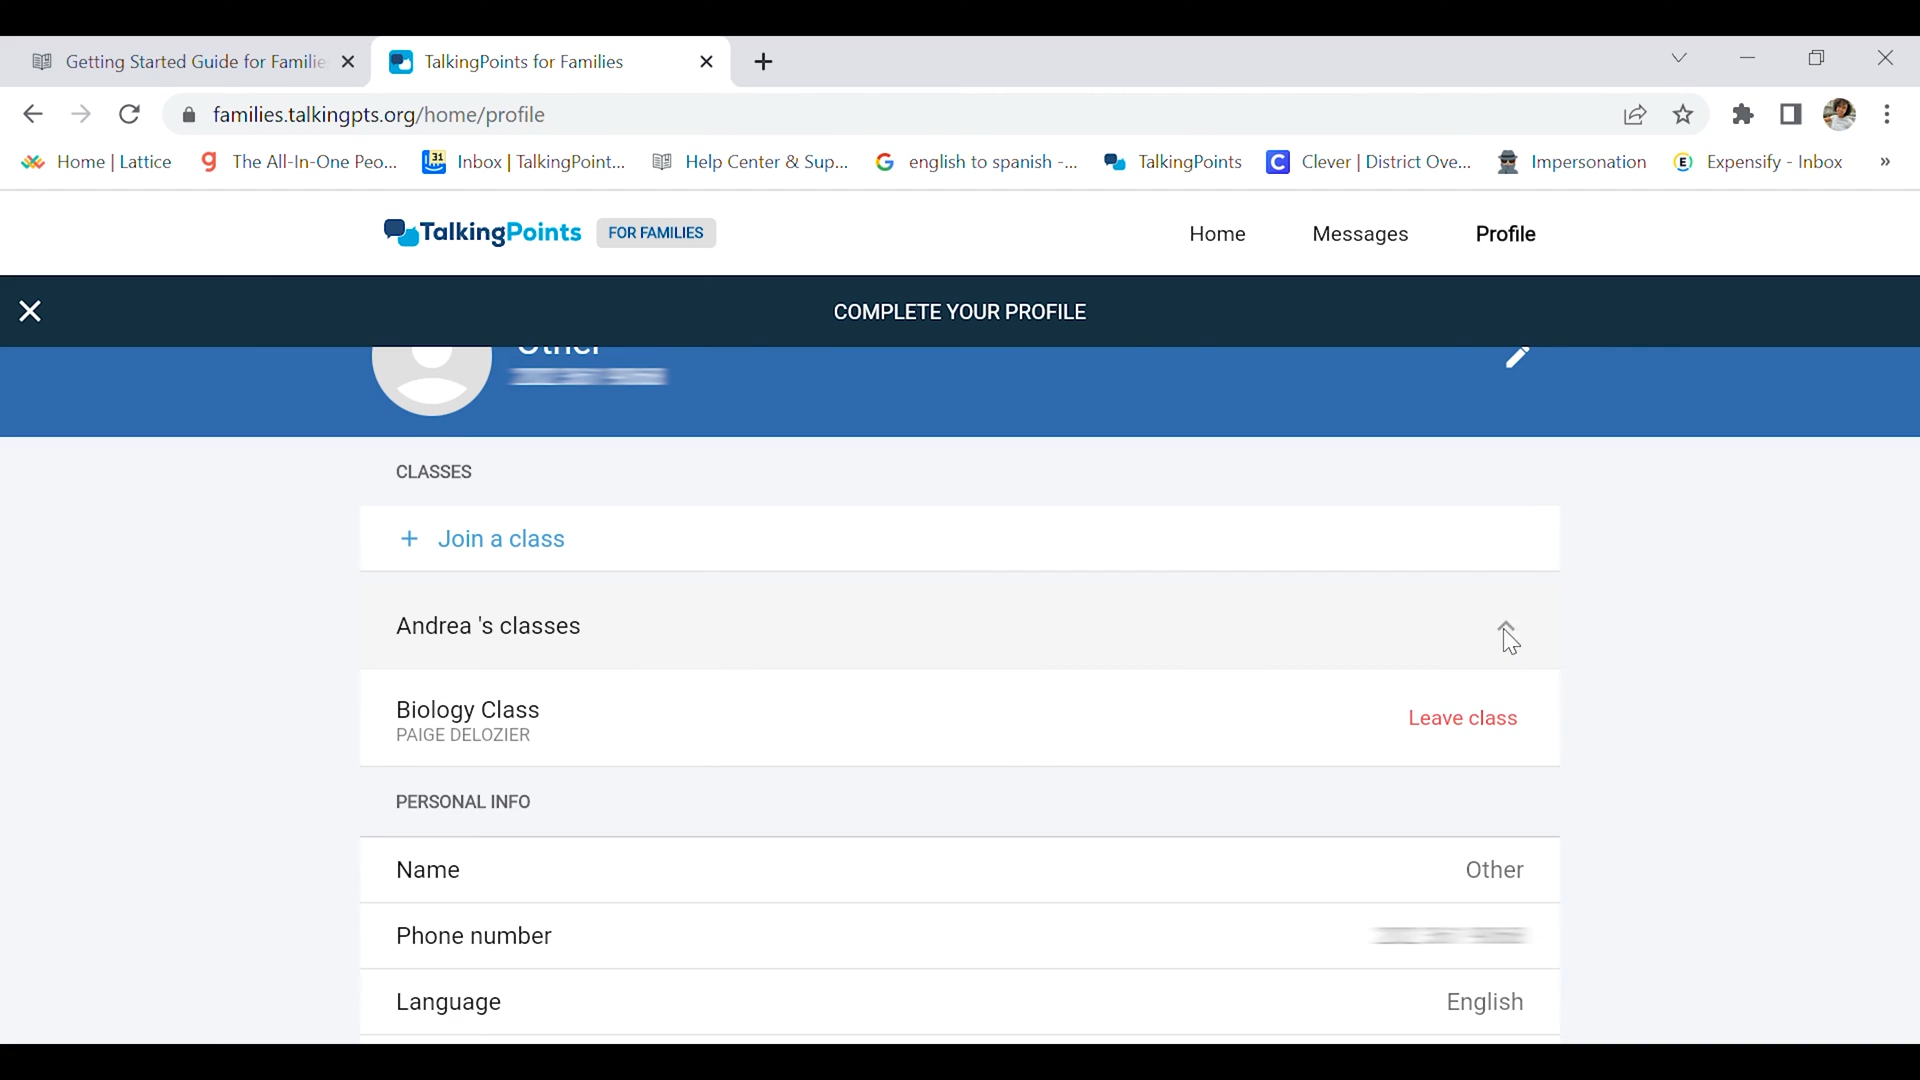 Getting Started Guide for Familie
TalkingPoints for Families
families.talkingpts.org/home/profile
Home | Lattice
The All-In-One Peo...
31
Inbox | TalkingPoint...
Help Center & Sup...
english to spanish -...
TalkingPoints
Clever | District Ove...
Impersonation
Expensify - Inbox
»
TalkingPoints FOR FAMILIES
Home
Messages
Profile
COMPLETE YOUR PROFILE
Other
CLASSES
+ Join a class
Andrea 's classes
Biology Class
PAIGE DELOZIER
Leave class
PERSONAL INFO
Name Other
Phone number
Language English